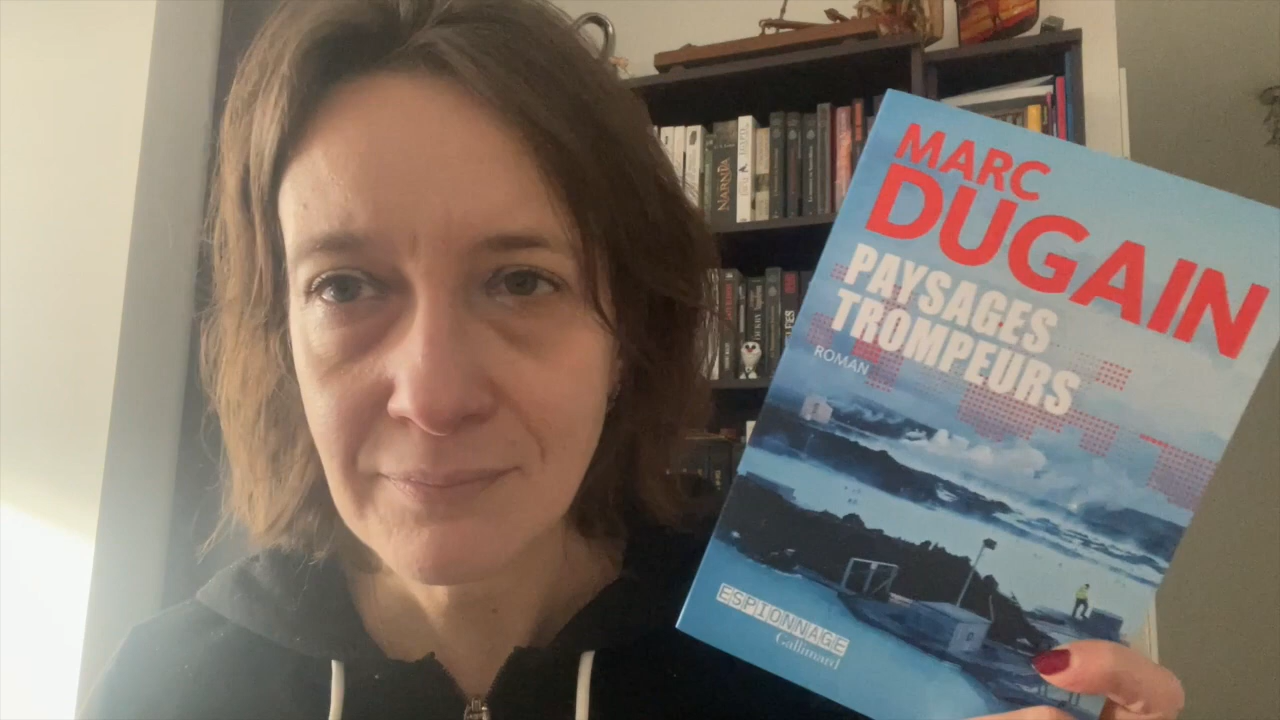 MARC
DUGAIN
PAYSAGES
TROMPEURS
ROMAN
ESPIONNAGE
Gallimard
NARNIA